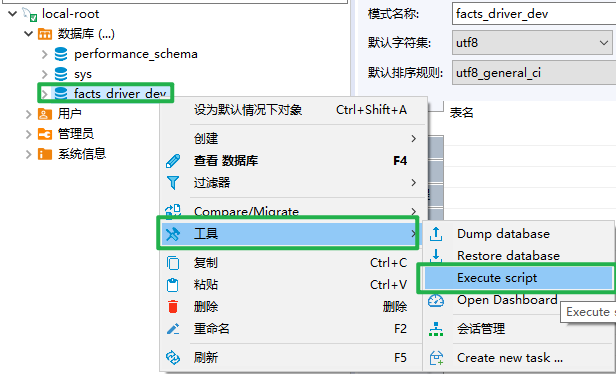 local-root
数据库 (...)
performance_schema
sys
facts_driver_dev
用户
管理员
系统信息
模式名称:
facts_driver_dev
默认字符集:
utf8
默认排序规则:
utf8_general_ci
表名
设为默认情况下对象 Ctrl+Shift+A
创建
查看 数据库 F4
过滤器
Compare/Migrate
工具
复制 Ctrl+C
粘贴 Ctrl+V
删除 删除
重命名 F2
刷新 F5
Dump database
Restore database
Execute script
Open Dashboard
Execute s
会话管理
Create new task ...